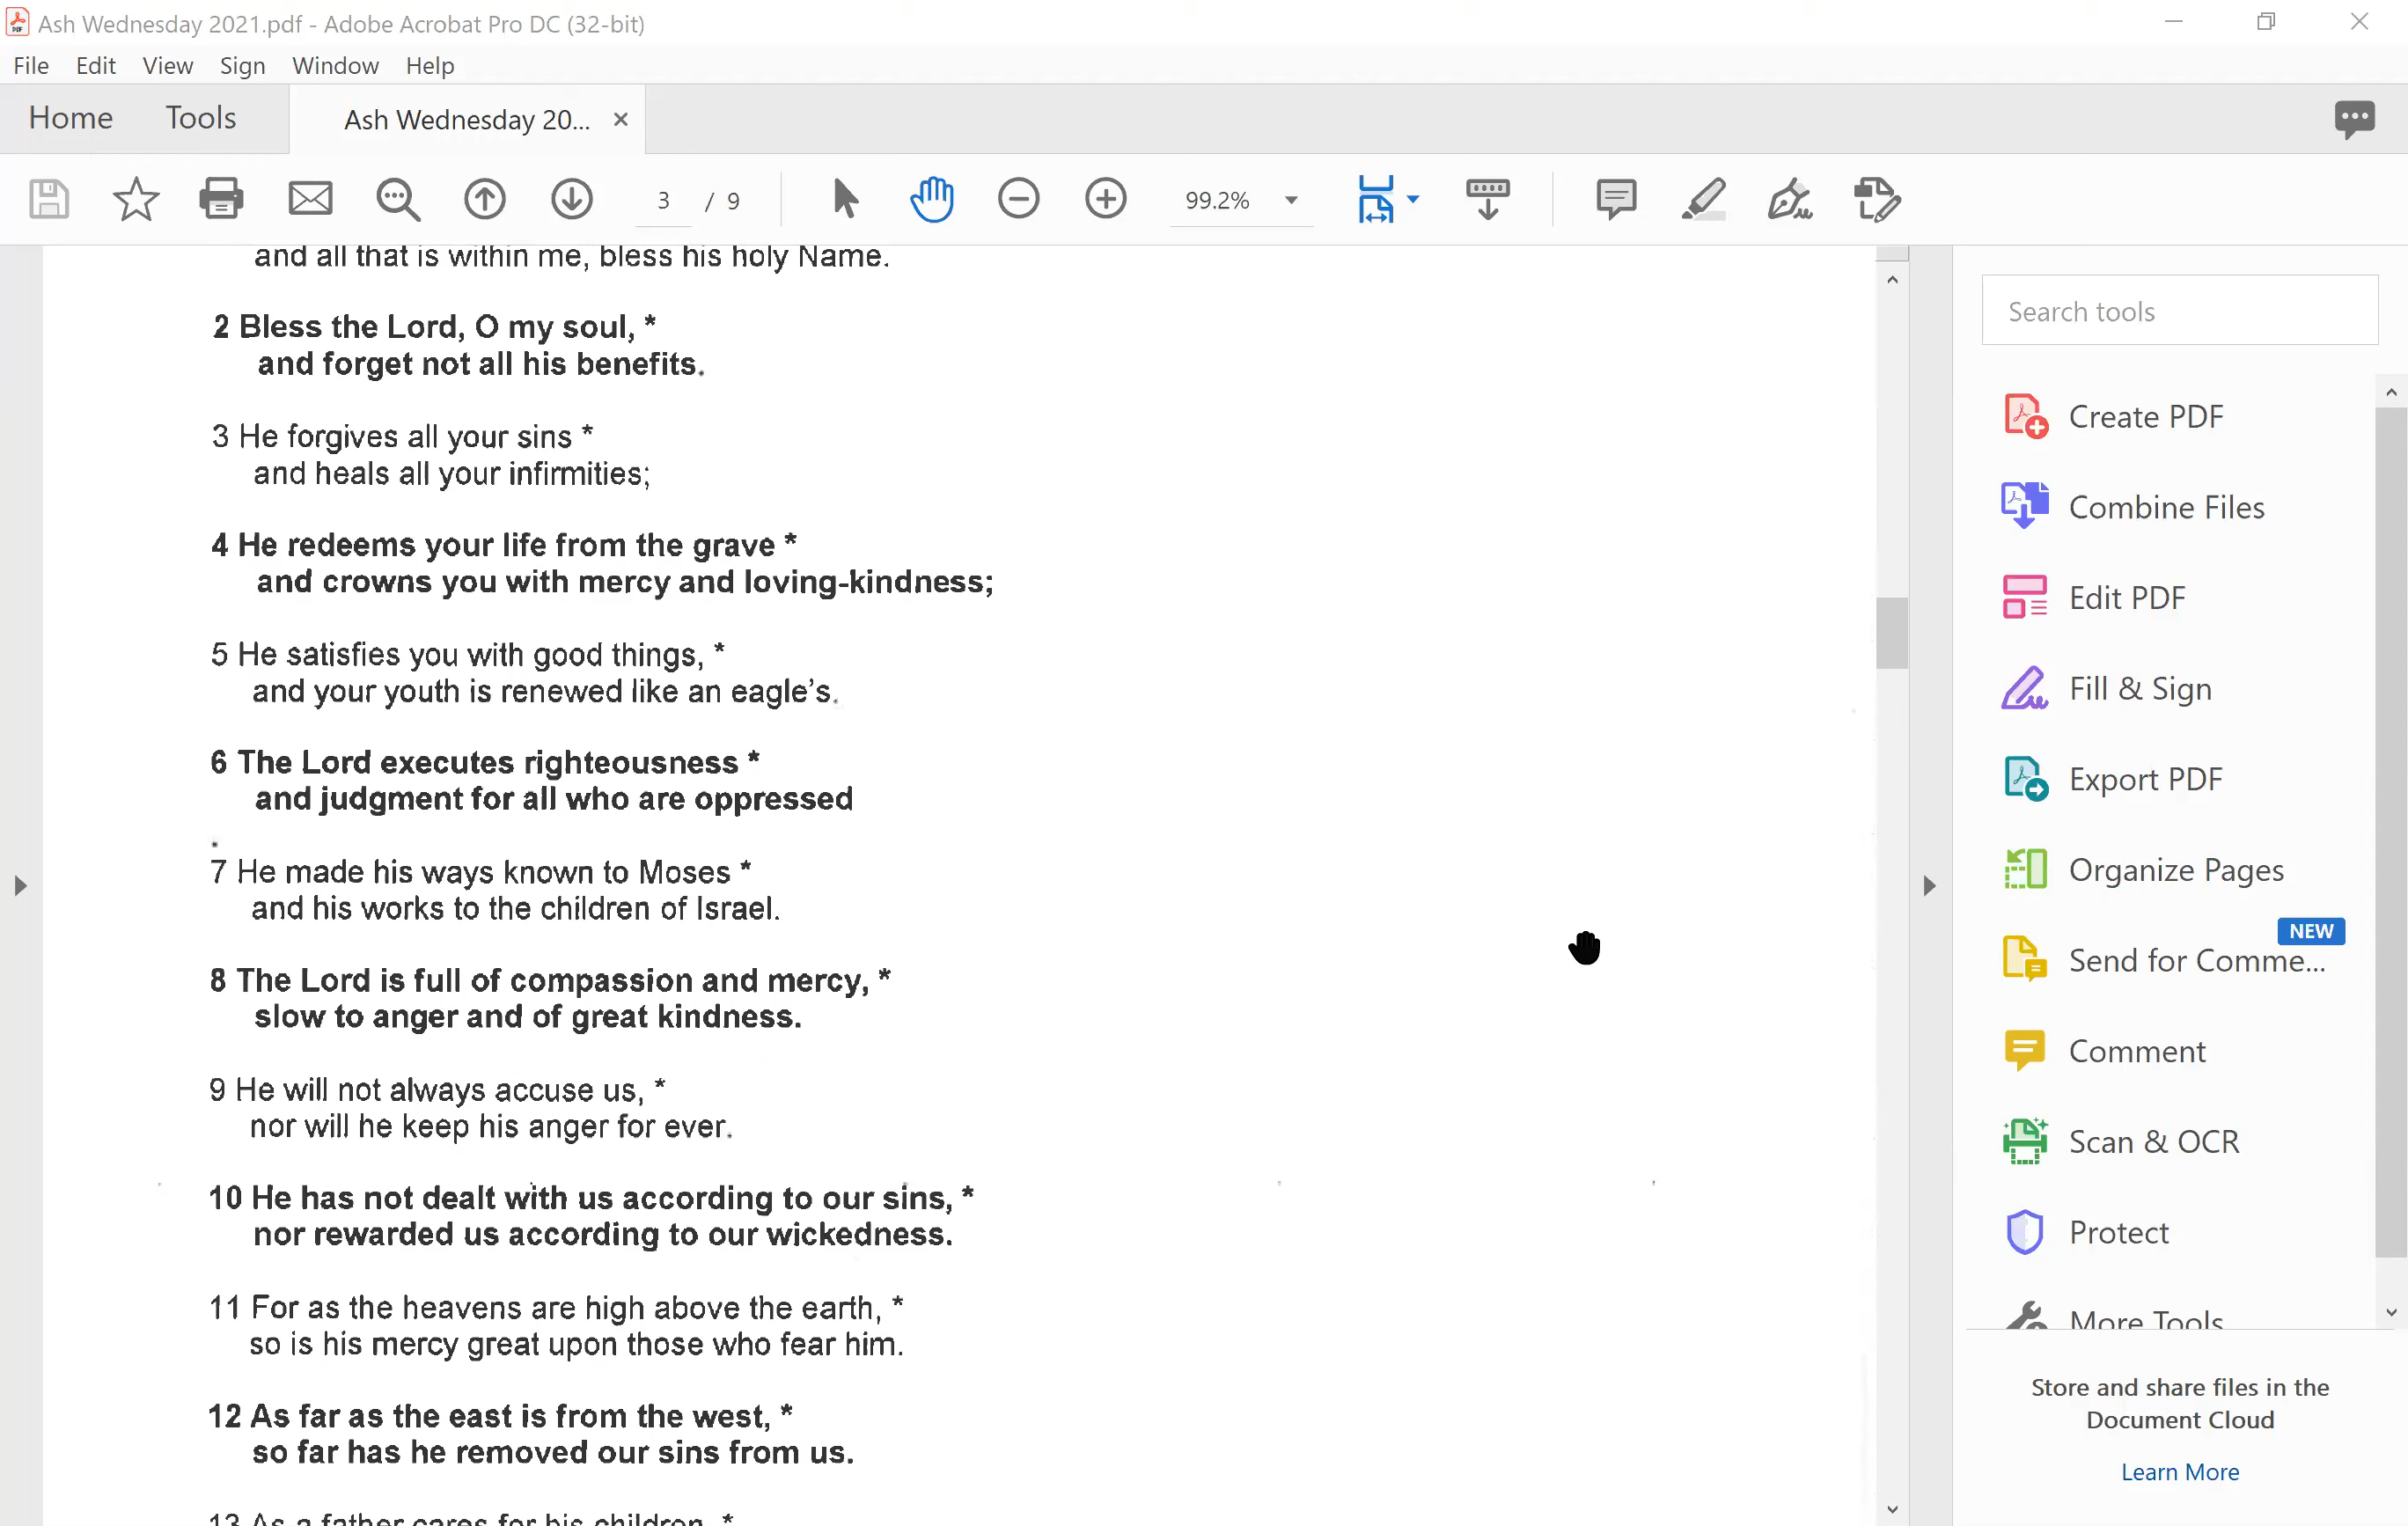 Ash Wednesday 2021.pdf - Adobe Acrobat Pro DC (32-bit)
File Edit View Sign Window Help
Home Tools Ash Wednesday 20... ×
3 / 9 99.2%
and all that is within me, bless his holy Name.
2 Bless the Lord, O my soul, *
and forget not all his benefits.
3 He forgives all your sins *
and heals all your infirmities;
4 He redeems your life from the grave *
and crowns you with mercy and loving-kindness;
5 He satisfies you with good things, *
and your youth is renewed like an eagle's.
6 The Lord executes righteousness *
and judgment for all who are oppressed
.
7 He made his ways known to Moses *
and his works to the children of Israel.
8 The Lord is full of compassion and mercy, *
slow to anger and of great kindness.
9 He will not always accuse us, *
nor will he keep his anger for ever.
10 He has not dealt with us according to our sins, *
nor rewarded us according to our wickedness.
11 For as the heavens are high above the earth, *
so is his mercy great upon those who fear him.
12 As far as the east is from the west, *
so far has he removed our sins from us.
13 As a father cares for his children, *
Search tools
Create PDF
Combine Files
Edit PDF
Fill & Sign
Export PDF
Organize Pages
NEW
Send for Comme...
Comment
Scan & OCR
Protect
More Tools
Store and share files in the
Document Cloud
Learn More